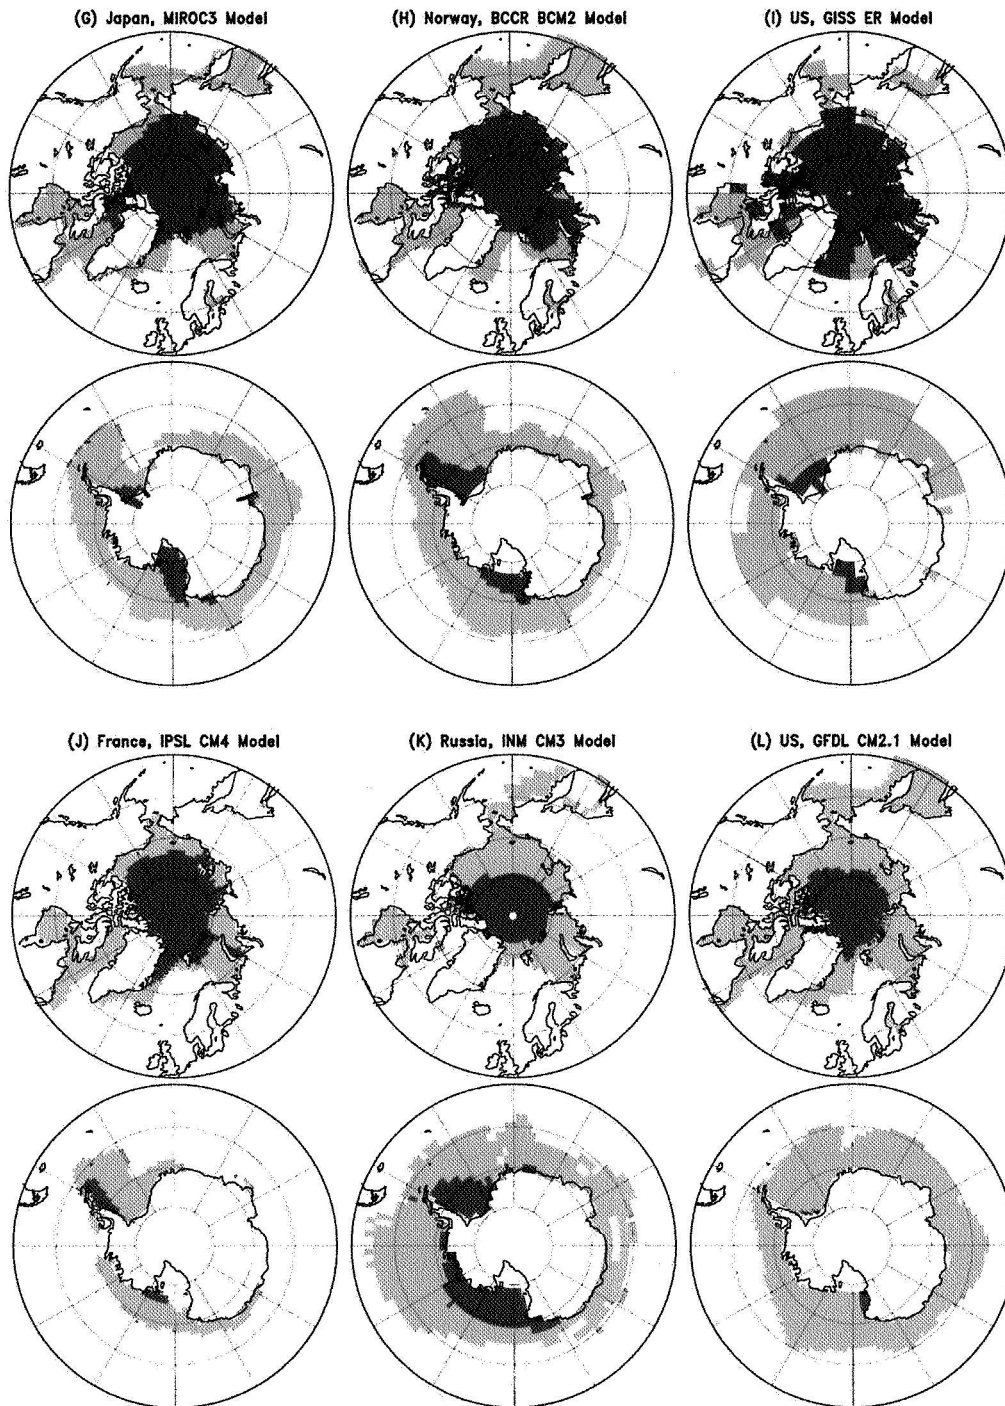 (G) Japan, MIROC3 Model
(H) Norway, BCCR BCM2 Model
(I) US, GISS ER Model
(J) France, IPSL CM4 Model
(K) Russia, INM CM3 Model
(L) US, GFDL CM2.1 Model